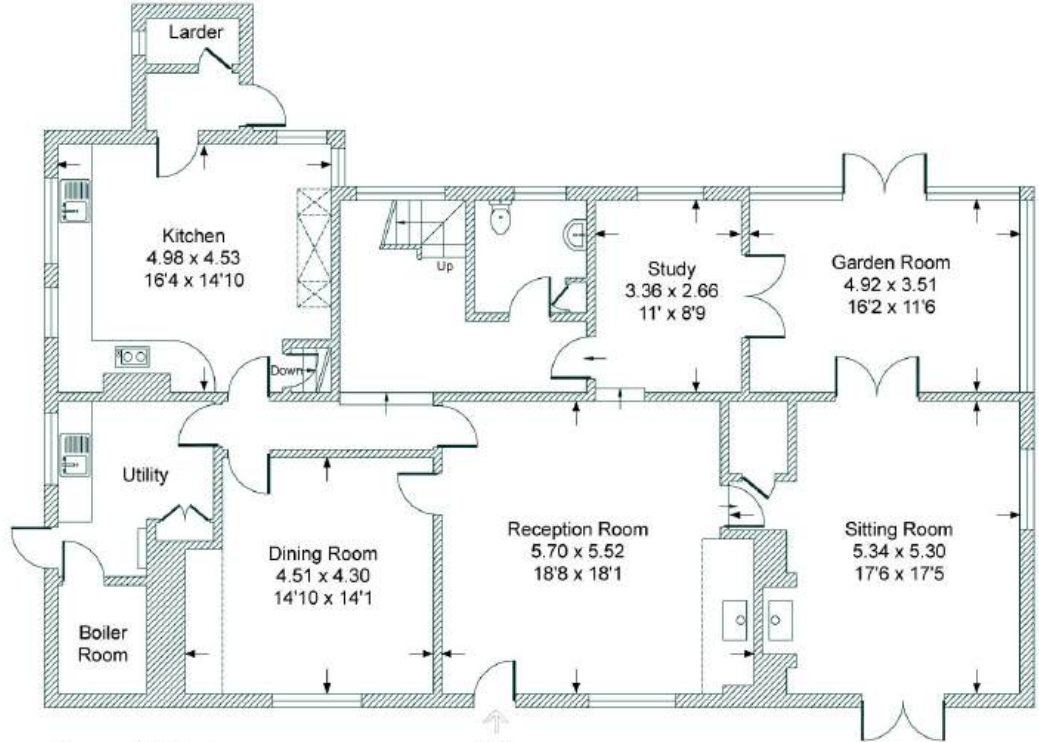 Larder
Kitchen
4.98 x 4.53
16'4 x 14'10
Up
Study
3.36 x 2.66
11' x 8'9
Garden Room
4.92 x 3.51
16'2 x 11'6
Down
Utility
Dining Room
4.51 x 4.30
14'10 x 14'1
Reception Room
5.70 x 5.52
18'8 x 18'1
Sitting Room
5.34 x 5.30
17'6 x 17'5
Boiler
Room